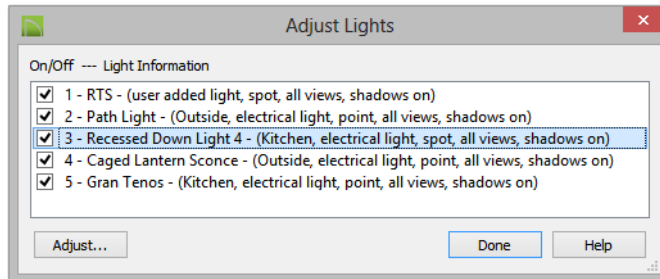 Adjust Lights
On/Off --- Light Information
1 - RTS - (user added light, spot, all views, shadows on)
2 - Path Light - (Outside, electrical light, point, all views, shadows on)
3 - Recessed Down Light 4 - (Kitchen, electrical light, spot, all views, shadows on)
4 - Caged Lantern Sconce - (Outside, electrical light, point, all views, shadows on)
5 - Gran Tenos - (Kitchen, electrical light, point, all views, shadows on)
Adjust... Done Help